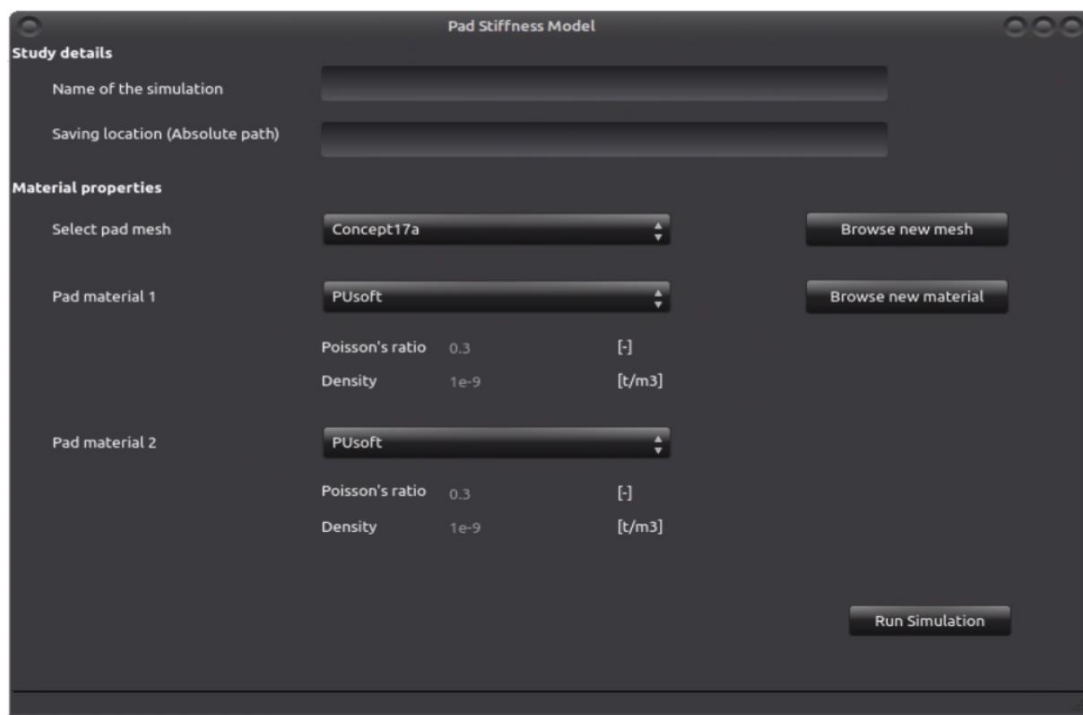 Pad Stiffness Model
Study details
Name of the simulation
Saving location (Absolute path)
Material properties
Select pad mesh Concept17a Browse new mesh
Pad material 1 PUsoft Browse new material
Poisson's ratio 0.3 [-]
Density 1e-9 [t/m3]
Pad material 2 PUsoft
Poisson's ratio 0.3 [-]
Density 1e-9 [t/m3]
Run Simulation